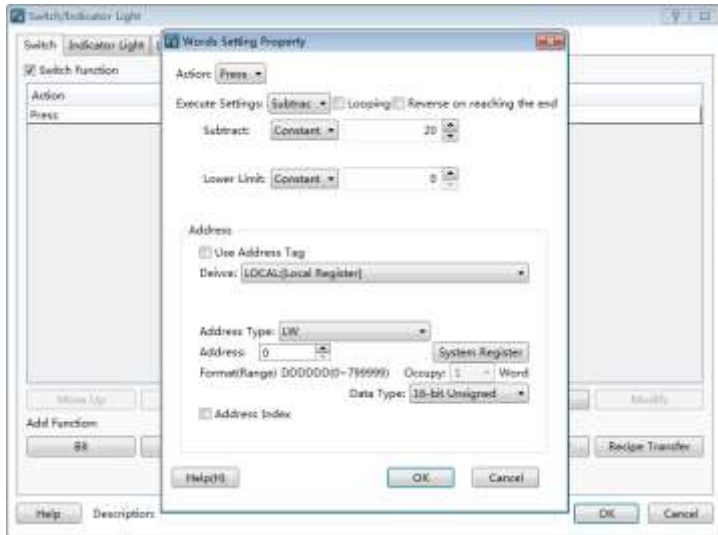 Switch/Indicator Light
Switch Indicator Light
Switch Function
Action
Press
Words Setting Property
Action: Press
Execute Settings: Subtrac Looping Reverse on reaching the end
Subtract: Constant 20
Lower Limit: Constant 0
Address
Use Address Tag
Deivce: LOCAL:[Local Register]
Address Type: LW
Address: 0 System Register
Format(Range) DDDDDD(0~799999) Occupy: 1 Word
Data Type: 16-bit Unsigned
Address Index
Move Up Modify
Add Function
Bit Recipe Transfer
Help(H) OK Cancel
Help Description: OK Cancel